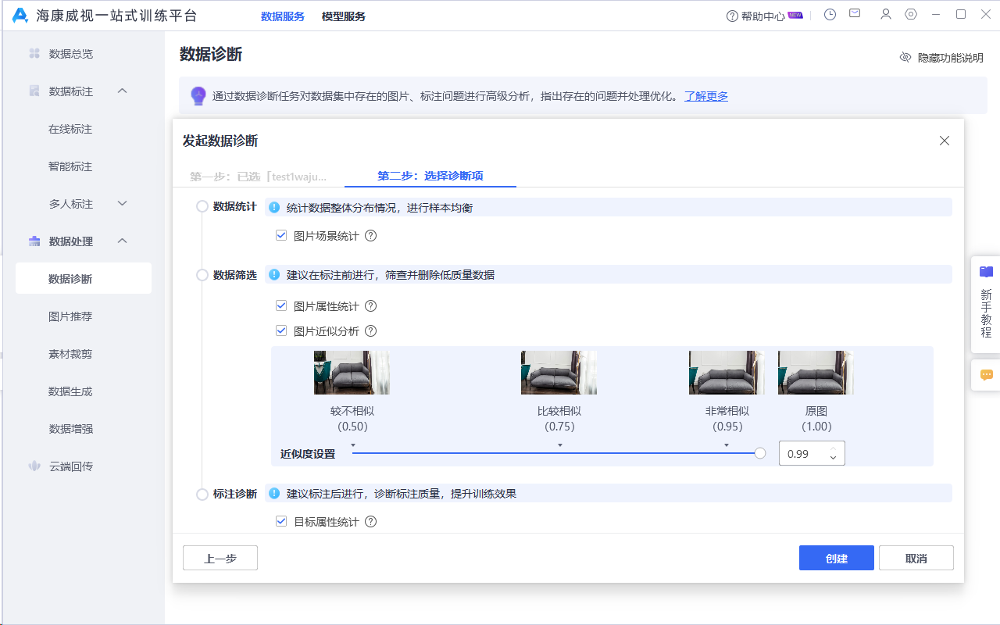 海康威视一站式训练平台
数据服务 模型服务
帮助中心 NEW
数据总览
数据标注
在线标注
智能标注
多人标注
数据处理
数据诊断
图片推荐
素材裁剪
数据生成
数据增强
云端回传
数据诊断
隐藏功能说明
通过数据诊断任务对数据集中存在的图片、标注问题进行高级分析，指出存在的问题并处理优化。 了解更多
发起数据诊断
第一步：已选「test1waju...
第二步：选择诊断项
数据统计 统计数据整体分布情况，进行样本均衡
图片场景统计
数据筛选 建议在标注前进行，筛查并删除低质量数据
图片属性统计
图片近似分析
较不相似 比较相似 非常相似 原图
(0.50) (0.75) (0.95) (1.00)
近似度设置 0.99
标注诊断 建议标注后进行，诊断标注质量，提升训练效果
目标属性统计
上一步 创建 取消
新手教程